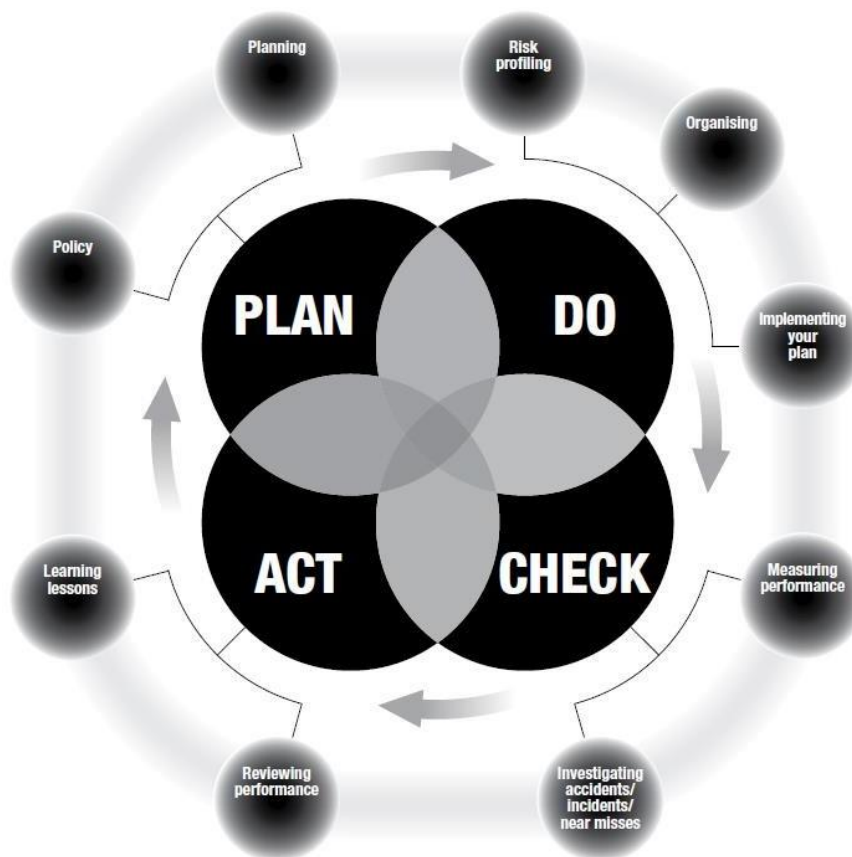 Planning
Risk
profiling
Organising
Policy
Implementing
your
plan
PLAN
DO
ACT
CHECK
Learning
lessons
Measuring
performance
Reviewing
performance
Investigating
accidents/
incidents/
near misses